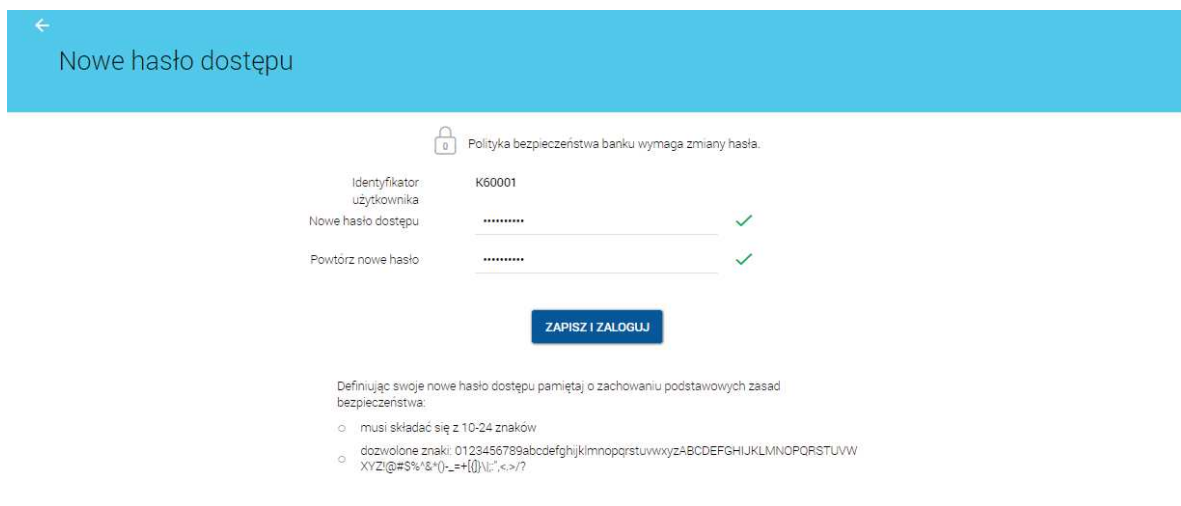 Nowe hasło dostępu
Polityka bezpieczeństwa banku wymaga zmiany hasła.
Identyfikator
użytkownika
K60001
Nowe hasło dostępu ••••••••••
Powtórz nowe hasło ••••••••••
ZAPISZ I ZALOGUJ
Definiując swoje nowe hasło dostępu pamiętaj o zachowaniu podstawowych zasad
bezpieczeństwa:
musi składać się z 10-24 znaków
dozwolone znaki: 0123456789abcdefghijklmnopqrstuvwxyzABCDEFGHIJKLMNOPQRSTUVW
XYZ!@#$%^&*()-_=+[{]}\|;:",<.>/?